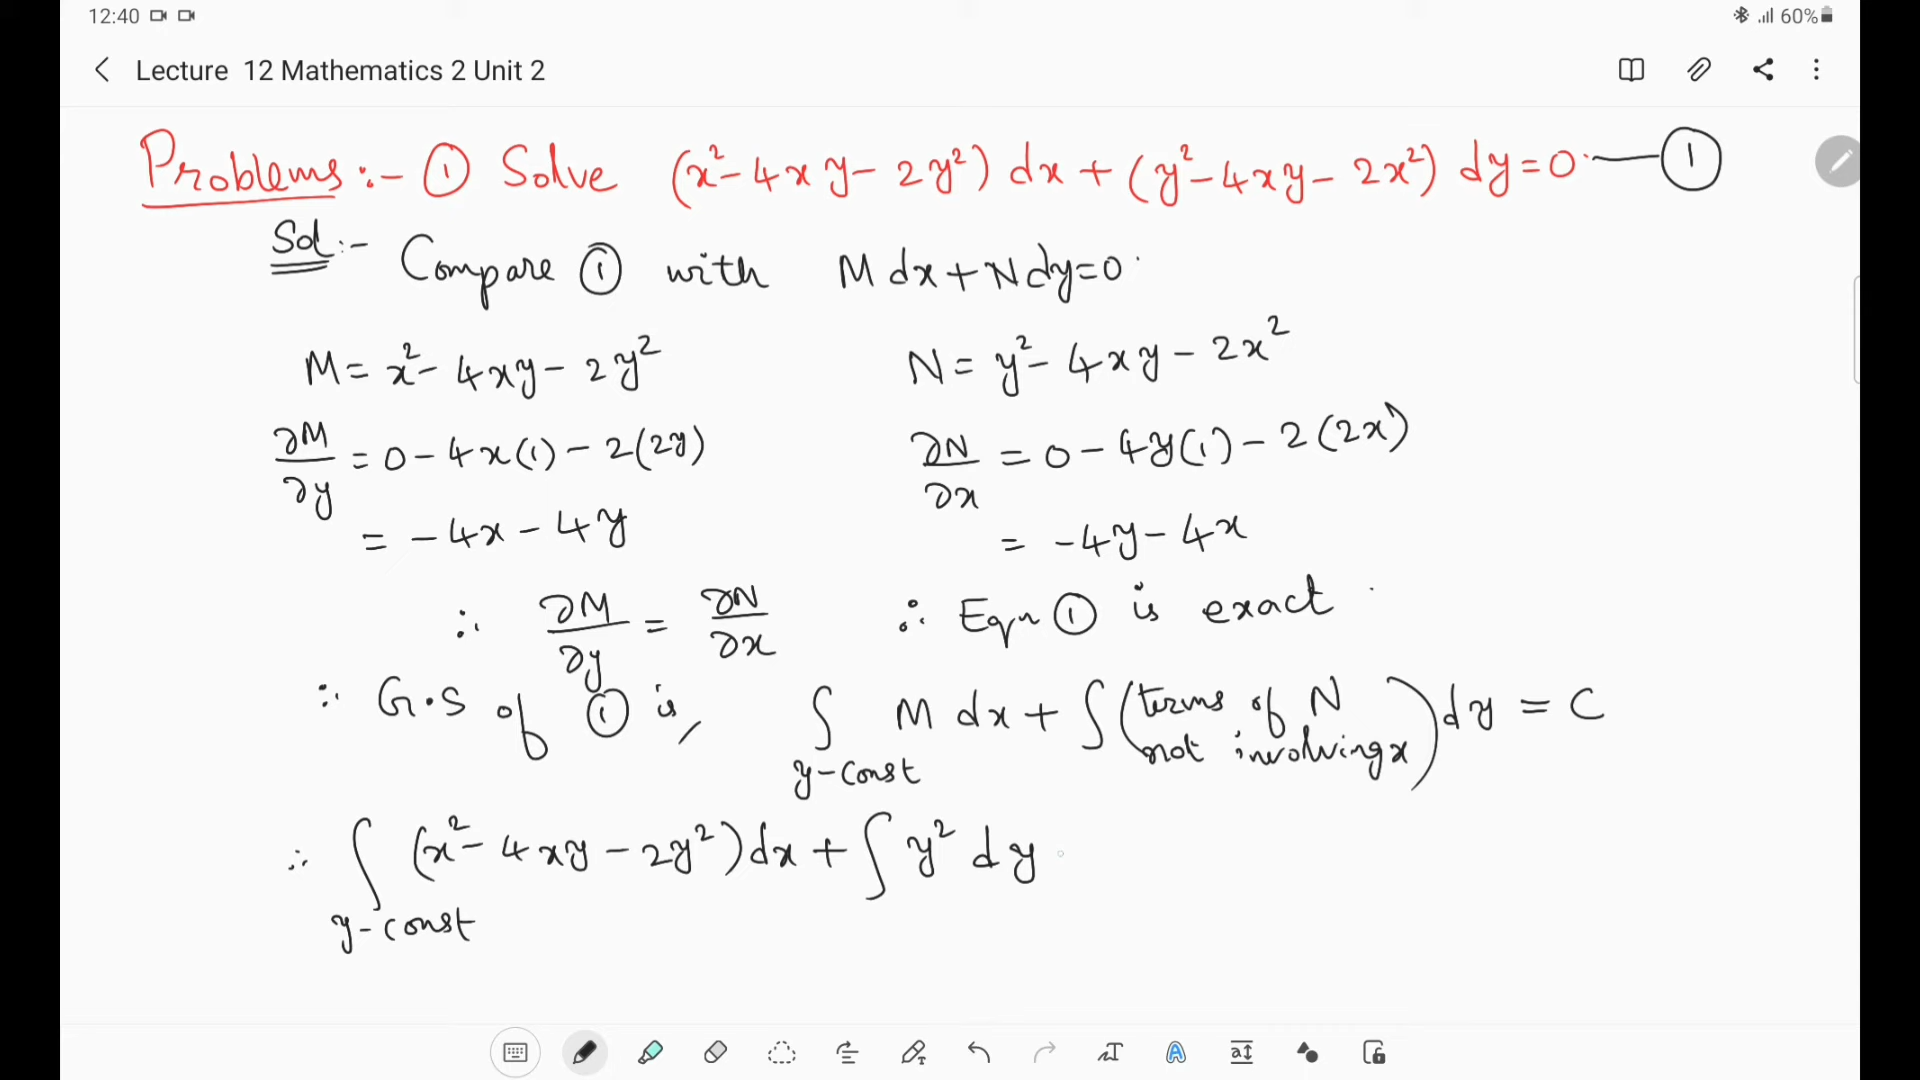 12:40 60%
Lecture 12 Mathematics 2 Unit 2
Problems :- ① Solve (x² - 4xy - 2y²) dx + (y² - 4xy - 2x²) dy = 0 — ①
Sol :- Compare ① with M dx + N dy = 0
M = x² - 4xy - 2y² N = y² - 4xy - 2x²
∂M/∂y = 0 - 4x(1) - 2(2y) ∂N/∂x = 0 - 4y(1) - 2(2x)
= -4x - 4y = -4y - 4x
∴ ∂M/∂y = ∂N/∂x ∴ Eqn ① is exact
∴ G.S of ① is, ∫ M dx + ∫ (terms of N not involving x) dy = C
y-const
∴ ∫ (x² - 4xy - 2y²) dx + ∫ y² dy
y-const